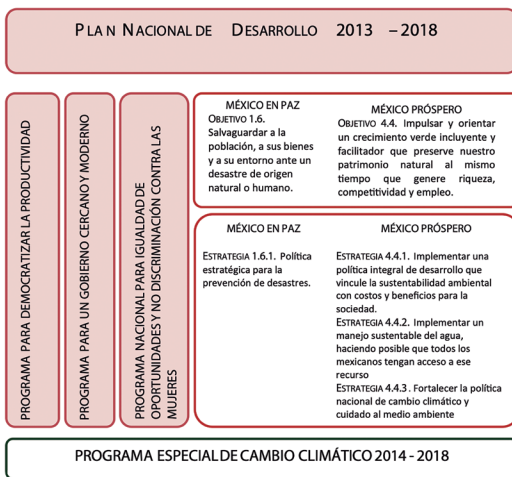 PLAN NACIONAL DE DESARROLLO 2013 – 2018
PROGRAMA PARA DEMOCRATIZAR LA PRODUCTIVIDAD
PROGRAMA PARA UN GOBIERNO CERCANO Y MODERNO
PROGRAMA NACIONAL PARA IGUALDAD DE
OPORTUNIDADES Y NO DISCRIMINACIÓN CONTRA LAS
MUJERES
MÉXICO EN PAZ
OBJETIVO 1.6.
Salvaguardar a la
población, a sus bienes
y a su entorno ante un
desastre de origen
natural o humano.
MÉXICO PRÓSPERO
OBJETIVO 4.4. Impulsar y orientar
un crecimiento verde incluyente y
facilitador que preserve nuestro
patrimonio natural al mismo
tiempo que genere riqueza,
competitividad y empleo.
MÉXICO EN PAZ
ESTRATEGIA 1.6.1. Política
estratégica para la
prevención de desastres.
MÉXICO PRÓSPERO
ESTRATEGIA 4.4.1. Implementar una
política integral de desarrollo que
vincule la sustentabilidad ambiental
con costos y beneficios para la
sociedad.
ESTRATEGIA 4.4.2. Implementar un
manejo sustentable del agua,
haciendo posible que todos los
mexicanos tengan acceso a ese
recurso
ESTRATEGIA 4.4.3. Fortalecer la política
nacional de cambio climático y
cuidado al medio ambiente
PROGRAMA ESPECIAL DE CAMBIO CLIMÁTICO 2014 - 2018